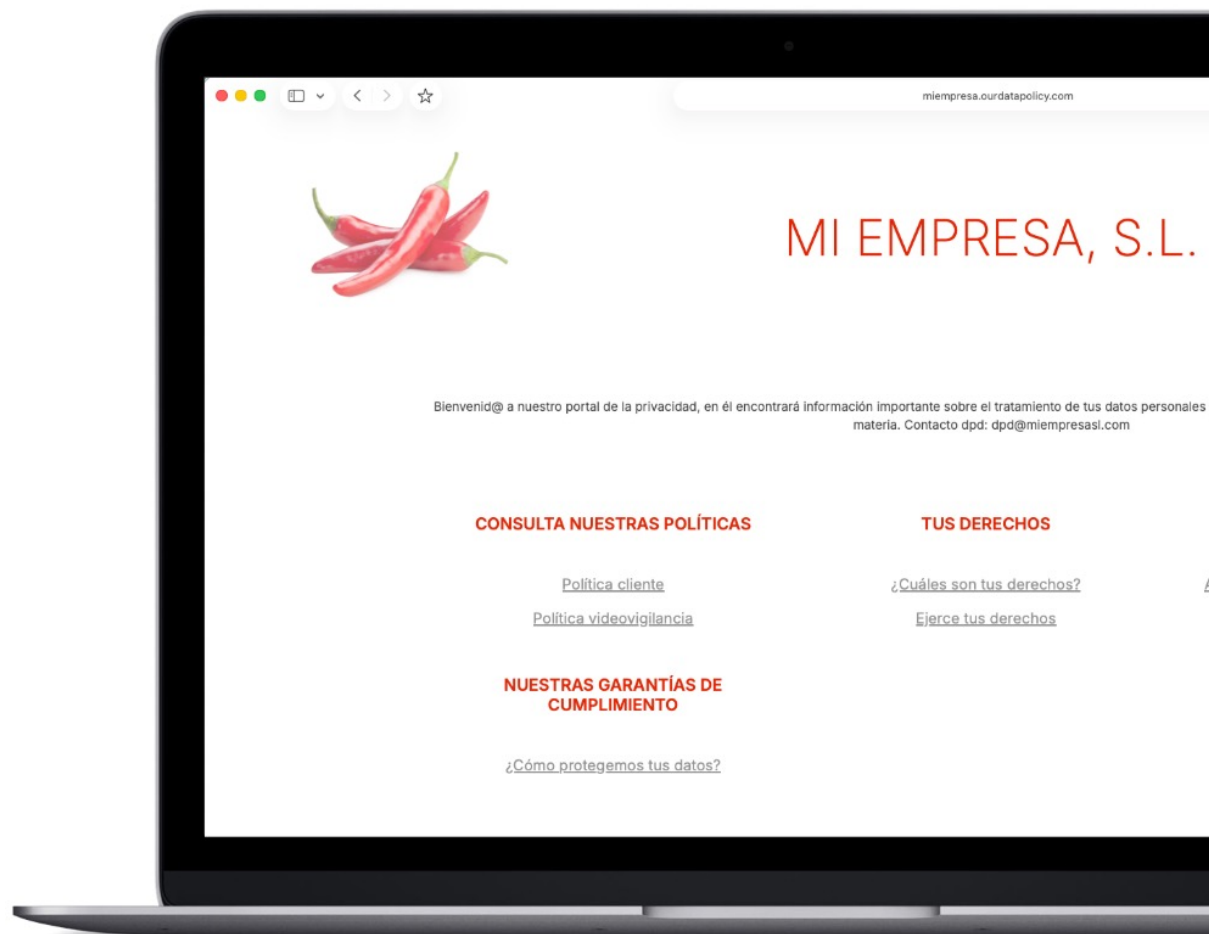 miempresa.ourdatapolicy.com
MI EMPRESA, S.L.
Bienvenid@ a nuestro portal de la privacidad, en él encontrará información importante sobre el tratamiento de tus datos personales
materia. Contacto dpd: dpd@miempresasl.com
CONSULTA NUESTRAS POLÍTICAS
Política cliente
Política videovigilancia
TUS DERECHOS
¿Cuáles son tus derechos?
Ejerce tus derechos
NUESTRAS GARANTÍAS DE
CUMPLIMIENTO
¿Cómo protegemos tus datos?